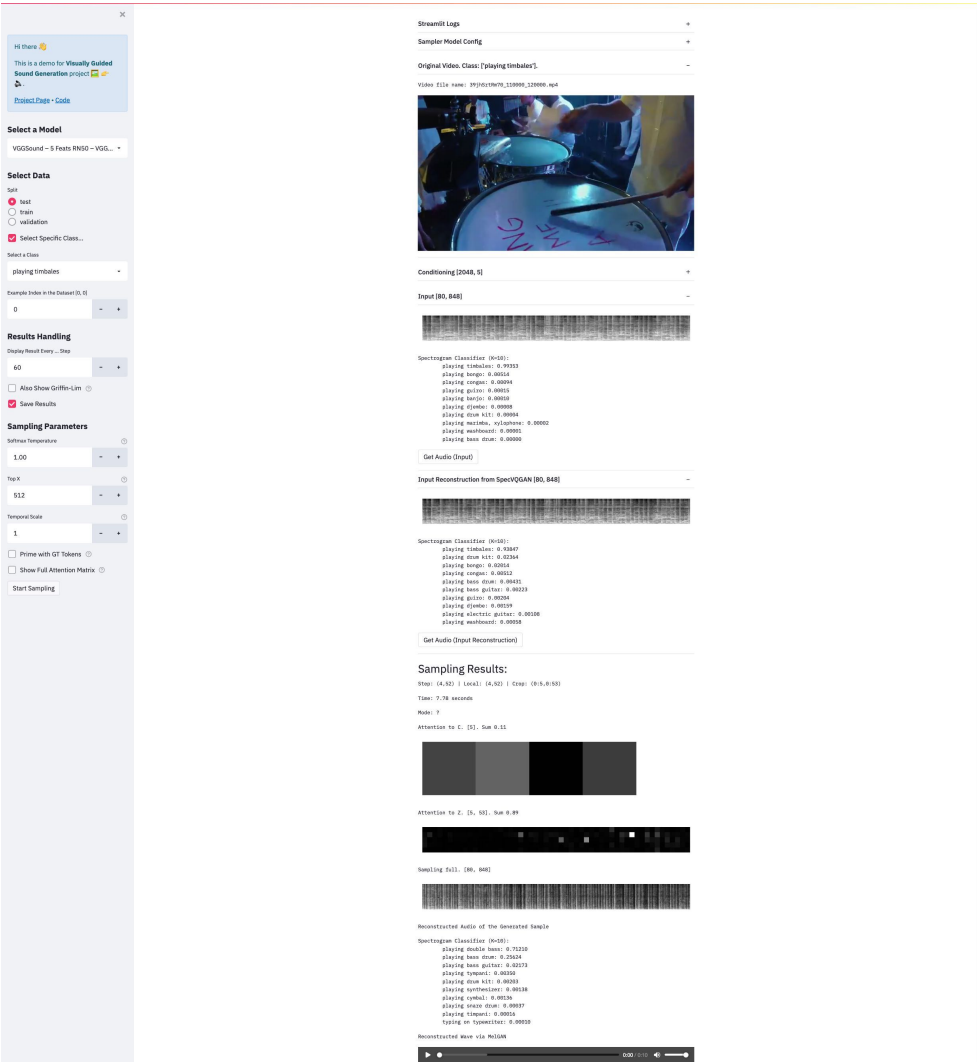 ×
Hi there 👋
This is a demo for Visually Guided
Sound Generation project 🖼️ 👉
🔉.
Project Page • Code
Select a Model
VGGSound – 5 Feats RN50 – VGG...
Select Data
Split
test
train
validation
Select Specific Class...
Select a Class
playing timbales
Example Index in the Dataset [0, 0]
0
- +
Results Handling
Display Result Every ... Step
60
- +
Also Show Griffin-Lim
Save Results
Sampling Parameters
Softmax Temperature
1.00
- +
Top X
512
- +
Temporal Scale
1
- +
Prime with GT Tokens
Show Full Attention Matrix
Start Sampling
Streamlit Logs +
Sampler Model Config +
Original Video. Class: ['playing timbales']. -
Conditioning [2048, 5] +
Input [80, 848] -
Spectrogram Classifier (K=10):
playing timbales: 0.99353
playing bongo: 0.00514
playing congas: 0.00094
playing guiro: 0.00015
playing banjo: 0.00010
playing djembe: 0.00008
playing drum kit: 0.00004
playing marimba, xylophone: 0.00002
playing washboard: 0.00001
playing bass drum: 0.00000
Get Audio (Input)
Input Reconstruction from SpecVQGAN [80, 848] -
Spectrogram Classifier (K=10):
playing timbales: 0.93847
playing drum kit: 0.02364
playing bongo: 0.02014
playing congas: 0.00512
playing bass drum: 0.00431
playing bass guitar: 0.00223
playing guiro: 0.00204
playing djembe: 0.00159
playing electric guitar: 0.00108
playing washboard: 0.00058
Get Audio (Input Reconstruction)
Sampling Results:
Step: (4,52) | Local: (4,52) | Crop: (0:5,0:53)
Time: 7.78 seconds
Mode: ?
Attention to C. [5]. Sum 0.11
Attention to Z. [5, 53]. Sum 0.89
Sampling full. [80, 848]
Reconstructed Audio of the Generated Sample
Spectrogram Classifier (K=10):
playing double bass: 0.71210
playing bass drum: 0.25624
playing bass guitar: 0.02173
playing tympani: 0.00350
playing drum kit: 0.00203
playing synthesizer: 0.00138
playing cymbal: 0.00136
playing snare drum: 0.00037
playing timpani: 0.00016
typing on typewriter: 0.00010
Reconstructed Wave via MelGAN
0:00 / 0:10